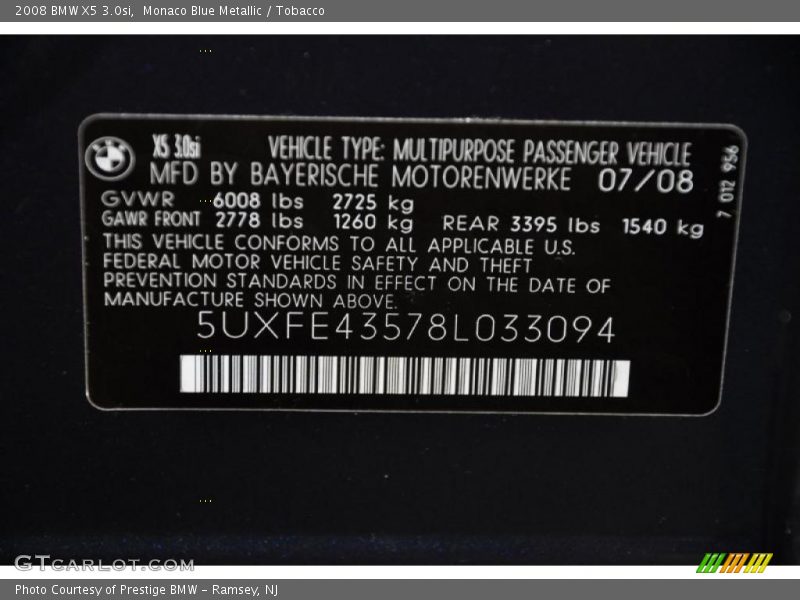 2008 BMW X5 3.0si, Monaco Blue Metallic / Tobacco
X5 3.0si VEHICLE TYPE: MULTIPURPOSE PASSENGER VEHICLE
MFD BY BAYERISCHE MOTORENWERKE 07/08
GVWR 6008 lbs 2725 kg
GAWR FRONT 2778 lbs 1260 kg REAR 3395 lbs 1540 kg
THIS VEHICLE CONFORMS TO ALL APPLICABLE U.S.
FEDERAL MOTOR VEHICLE SAFETY AND THEFT
PREVENTION STANDARDS IN EFFECT ON THE DATE OF
MANUFACTURE SHOWN ABOVE.
5UXFE43578L033094
7 012 956
GTCARLOT.COM
Photo Courtesy of Prestige BMW - Ramsey, NJ